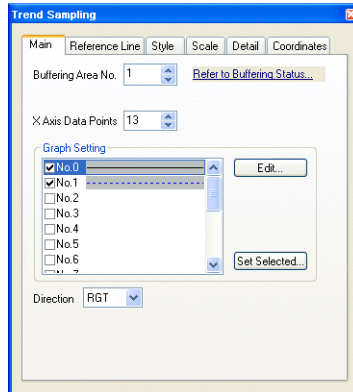 Trend Sampling
Main Reference Line Style Scale Detail Coordinates
Buffering Area No. 1 Refer to Buffering Status...
X Axis Data Points 13
Graph Setting
No.0
No.1
No.2
No.3
No.4
No.5
No.6
Edit...
Set Selected...
Direction RGT